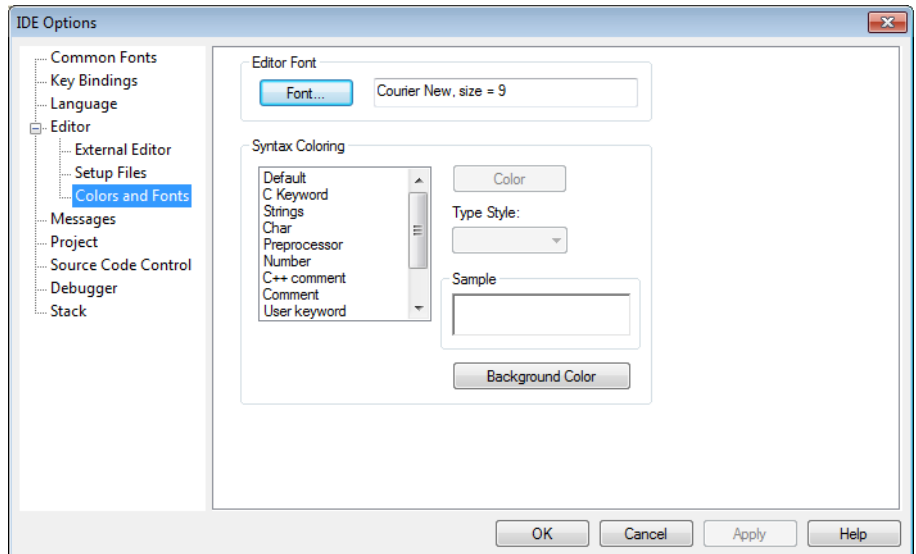 IDE Options
Common Fonts
Key Bindings
Language
Editor
External Editor
Setup Files
Colors and Fonts
Messages
Project
Source Code Control
Debugger
Stack
Editor Font
Font...
Courier New, size = 9
Syntax Coloring
Default
C Keyword
Strings
Char
Preprocessor
Number
C++ comment
Comment
User keyword
Color
Type Style:
Sample
Background Color
OK
Cancel
Apply
Help